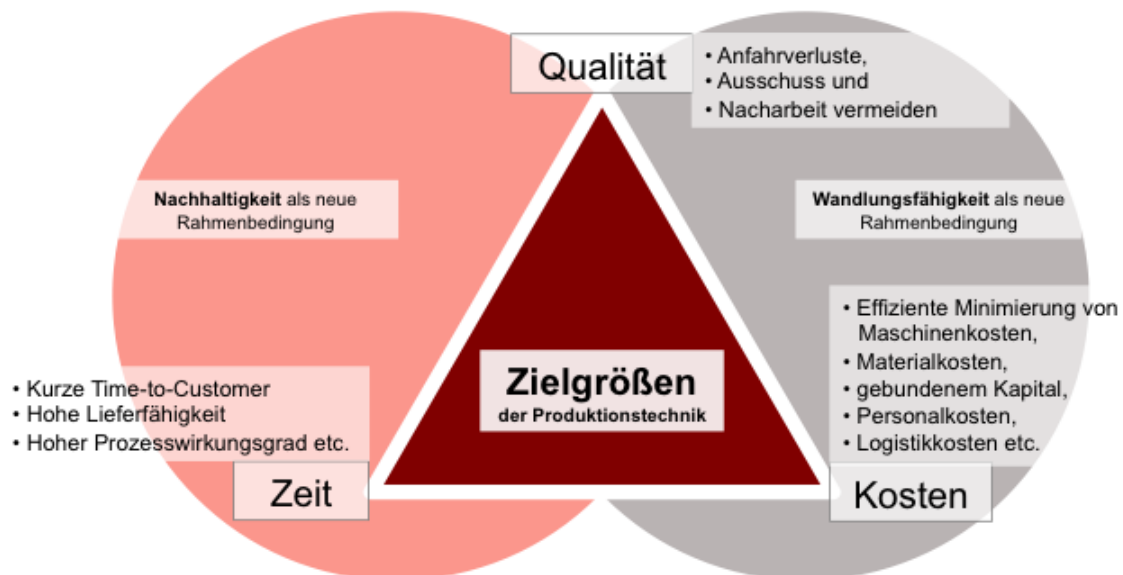 Qualität
• Anfahrverluste,
• Ausschuss und
• Nacharbeit vermeiden
Nachhaltigkeit als neue
Rahmenbedingung
Wandlungsfähigkeit als neue
Rahmenbedingung
Zielgrößen
der Produktionstechnik
• Kurze Time-to-Customer
• Hohe Lieferfähigkeit
• Hoher Prozesswirkungsgrad etc.
Zeit
• Effiziente Minimierung von
Maschinenkosten,
• Materialkosten,
• gebundenem Kapital,
• Personalkosten,
• Logistikkosten etc.
Kosten